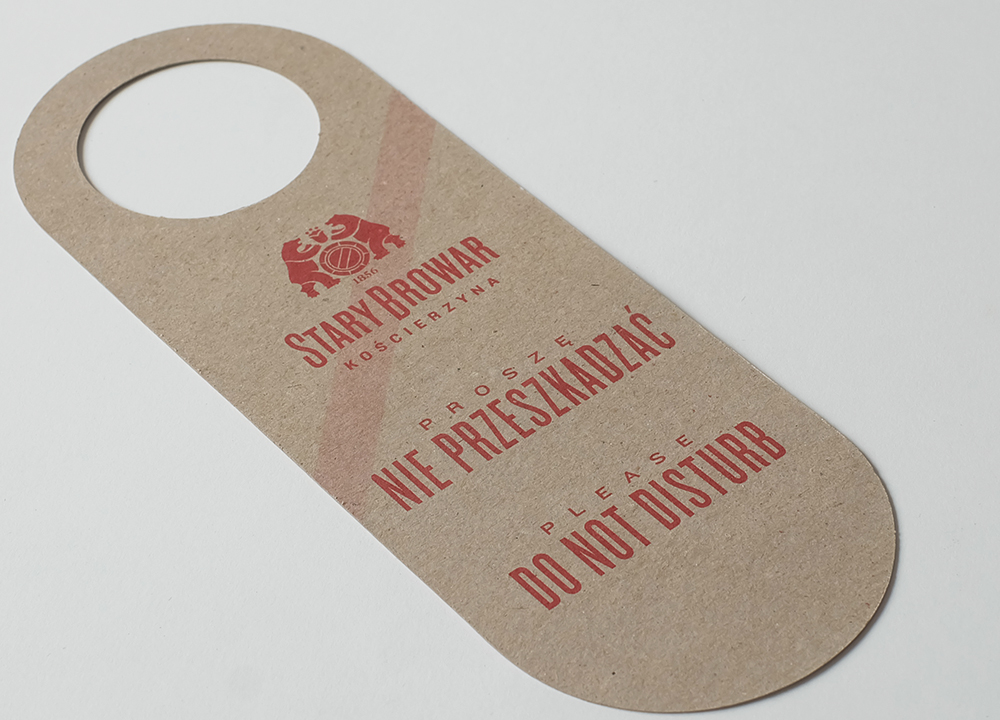 1856
STARY BROWAR
KOŚCIERZYNA
PROSZĘ
NIE PRZESZKADZAĆ
PLEASE
DO NOT DISTURB